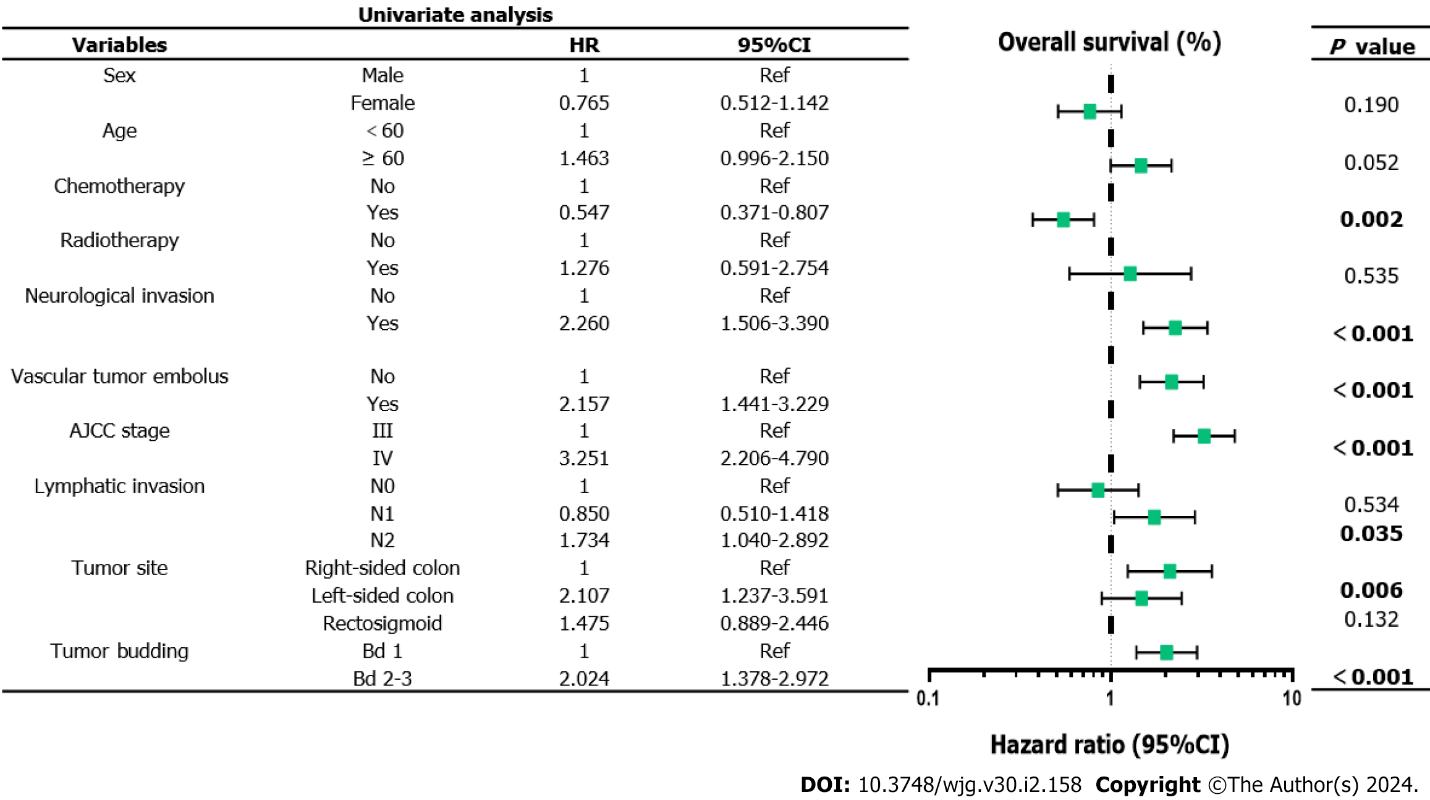 Univariate analysis
Variables HR 95%CI Overall survival (%) P value
Sex Male 1 Ref
Female 0.765 0.512-1.142 0.190
Age < 60 1 Ref
≥ 60 1.463 0.996-2.150 0.052
Chemotherapy No 1 Ref
Yes 0.547 0.371-0.807 0.002
Radiotherapy No 1 Ref
Yes 1.276 0.591-2.754 0.535
Neurological invasion No 1 Ref
Yes 2.260 1.506-3.390 < 0.001
Vascular tumor embolus No 1 Ref
Yes 2.157 1.441-3.229 < 0.001
AJCC stage III 1 Ref
IV 3.251 2.206-4.790 < 0.001
Lymphatic invasion N0 1 Ref
N1 0.850 0.510-1.418 0.534
N2 1.734 1.040-2.892 0.035
Tumor site Right-sided colon 1 Ref
Left-sided colon 2.107 1.237-3.591 0.006
Rectosigmoid 1.475 0.889-2.446 0.132
Tumor budding Bd 1 1 Ref
Bd 2-3 2.024 1.378-2.972 < 0.001
0.1 1 10
Hazard ratio (95%CI)
DOI: 10.3748/wjg.v30.i2.158 Copyright ©The Author(s) 2024.